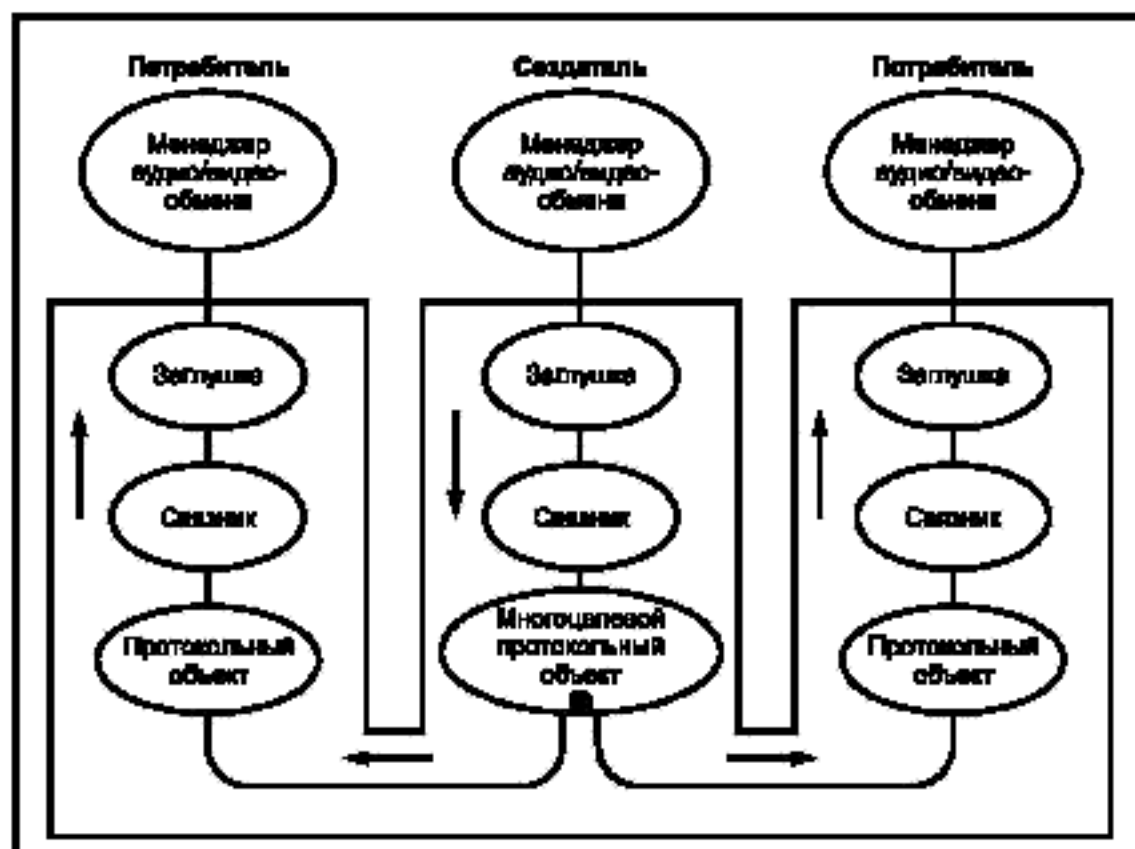 Потребитель
Создатель
Потребитель
Менеджер
аудио/видео-
обмена
Менеджер
аудио/видео-
обмена
Менеджер
аудио/видео-
обмена
Заглушка
Заглушка
Заглушка
Связник
Связник
Связник
Протокольный
объект
Многоцелевой
протокольный
объект
Протокольный
объект